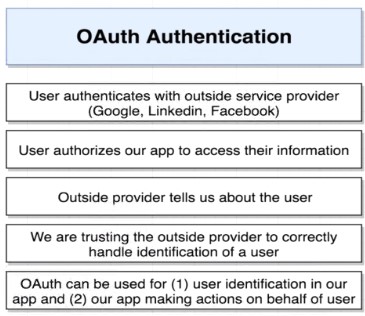 OAuth Authentication
User authenticates with outside service provider
(Google, Linkedin, Facebook)
User authorizes our app to access their information
Outside provider tells us about the user
We are trusting the outside provider to correctly
handle identification of a user
OAuth can be used for (1) user identification in our
app and (2) our app making actions on behalf of user